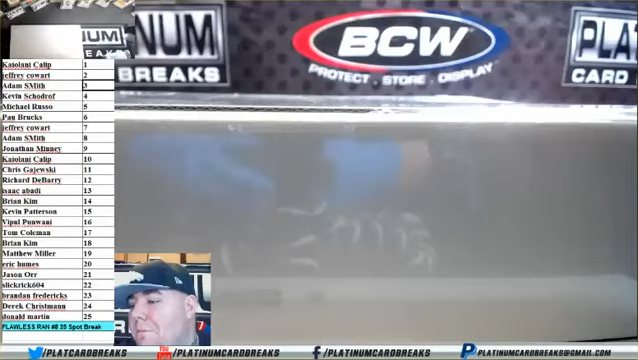 NUM
BREAKS
BCW
PROTECT . STORE . DISPLAY
PLAT
CARD
Kaiolani Calip 1
jeffrey cowart 2
Adam SMith 3
Kevin Schodrof 4
Michael Russo 5
Pau Brucks 6
jeffrey cowart 7
Adam SMith 8
Jonathan Minney 9
Kaiolani Calip 10
Chris Gajewski 11
Richard DeBarry 12
isaac abadi 13
Brian Kim 14
Kevin Patterson 15
Vipul Punwani 16
Tom Coleman 17
Brian Kim 18
Matthew Miller 19
eric humes 20
Jason Orr 21
slickrick604 22
brandan fredericks 23
Derek Christmann 24
donald martin 25
FLAWLESS RAN #8 25 Spot Break
/PLATCARDBREAKS
/PLATINUMCARDBREAKS
/PLATINUMCARDBREAKS
PLATINUMCARDBREAKS@GMAIL.COM